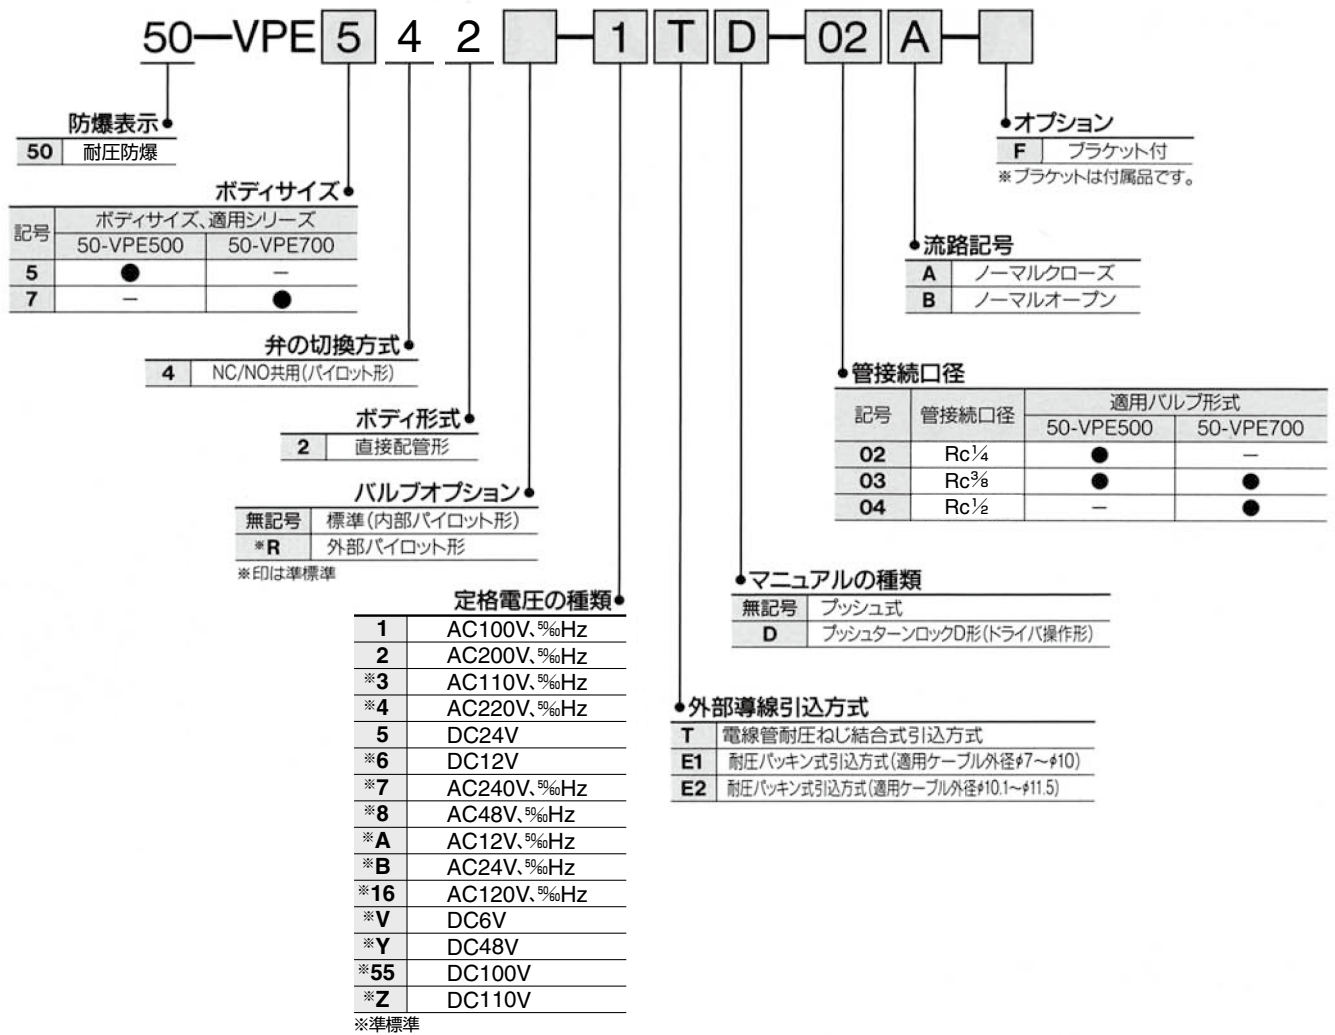 50-VPE 5 4 2 - 1 T D - 02 A -
防爆表示
50 耐圧防爆
ボディサイズ
記号 ボディサイズ、適用シリーズ
50-VPE500 50-VPE700
5 ● −
7 − ●
弁の切換方式
4 NC/NO共用(パイロット形)
ボディ形式
2 直接配管形
バルブオプション
無記号 標準(内部パイロット形)
※R 外部パイロット形
※印は準標準
定格電圧の種類
1 AC100V、50/60Hz
2 AC200V、50/60Hz
※3 AC110V、50/60Hz
※4 AC220V、50/60Hz
5 DC24V
※6 DC12V
※7 AC240V、50/60Hz
※8 AC48V、50/60Hz
※A AC12V、50/60Hz
※B AC24V、50/60Hz
※16 AC120V、50/60Hz
※V DC6V
※Y DC48V
※55 DC100V
※Z DC110V
※準標準
オプション
F ブラケット付
※ブラケットは付属品です。
流路記号
A ノーマルクローズ
B ノーマルオープン
管接続口径
記号 管接続口径 適用バルブ形式
50-VPE500 50-VPE700
02 Rc1/4 ● −
03 Rc3/8 ● ●
04 Rc1/2 − ●
マニュアルの種類
無記号 プッシュ式
D プッシュターンロックD形(ドライバ操作形)
外部導線引込方式
T 電線管耐圧ねじ結合式引込方式
E1 耐圧パッキン式引込方式(適用ケーブル外径φ7〜φ10)
E2 耐圧パッキン式引込方式(適用ケーブル外径φ10.1〜φ11.5)